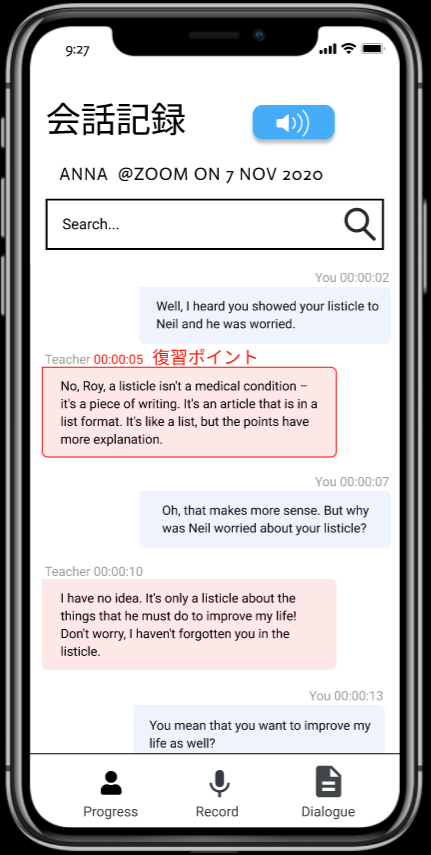 9:27
会話記録
ANNA @ZOOM ON 7 NOV 2020
Search...
You 00:00:02
Well, I heard you showed your listicle to
Neil and he was worried.
Teacher 00:00:05 復習ポイント
No, Roy, a listicle isn't a medical condition –
it's a piece of writing. It's an article that is in a
list format. It's like a list, but the points have
more explanation.
You 00:00:07
Oh, that makes more sense. But why
was Neil worried about your listicle?
Teacher 00:00:10
I have no idea. It's only a listicle about the
things that he must do to improve my life!
Don't worry, I haven't forgotten you in the
listicle.
You 00:00:13
You mean that you want to improve my
life as well?
Progress Record Dialogue